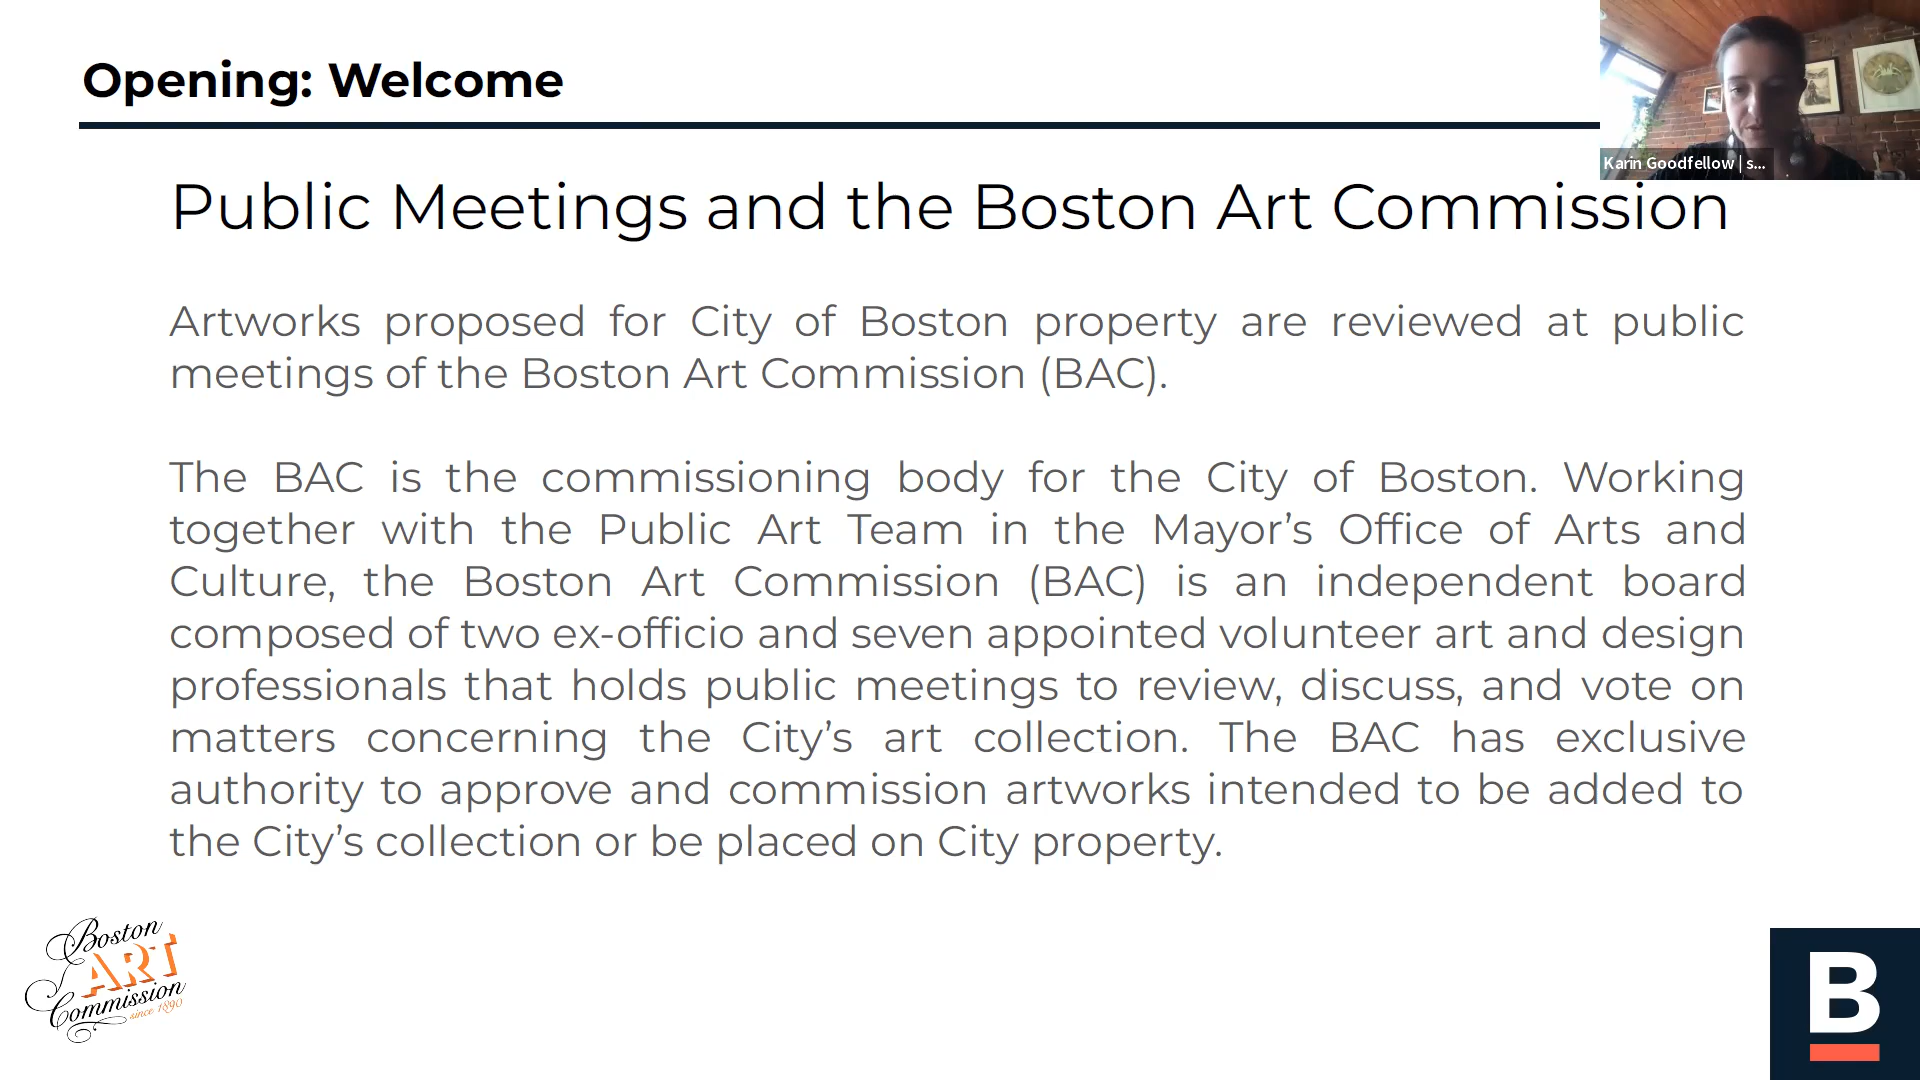 Opening: Welcome
Karin Goodfellow | s...
Public Meetings and the Boston Art Commission
Artworks proposed for City of Boston property are reviewed at public
meetings of the Boston Art Commission (BAC).
The BAC is the commissioning body for the City of Boston. Working
together with the Public Art Team in the Mayor’s Office of Arts and
Culture, the Boston Art Commission (BAC) is an independent board
composed of two ex-officio and seven appointed volunteer art and design
professionals that holds public meetings to review, discuss, and vote on
matters concerning the City’s art collection. The BAC has exclusive
authority to approve and commission artworks intended to be added to
the City’s collection or be placed on City property.
Boston
ART
Commission
since 1890
B